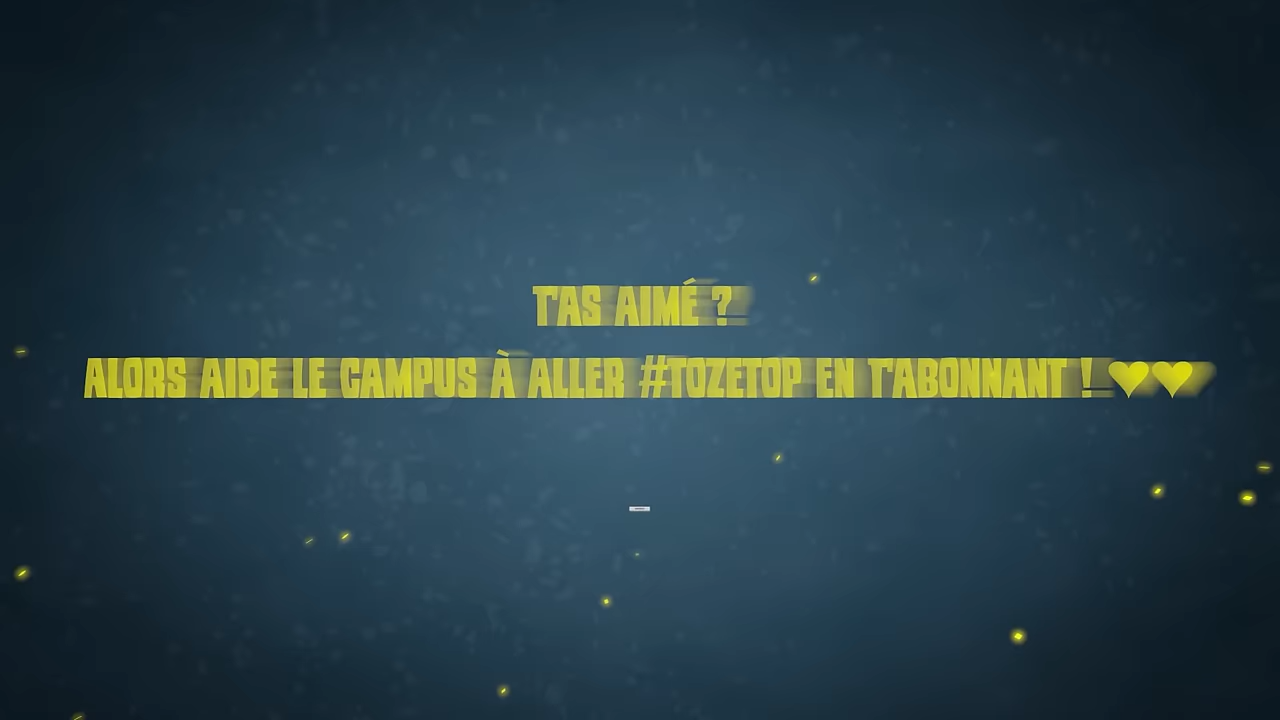 T'AS AIMÉ ?
ALORS AIDE LE CAMPUS À ALLER #TOZETOP EN T'ABONNANT ! ♥♥